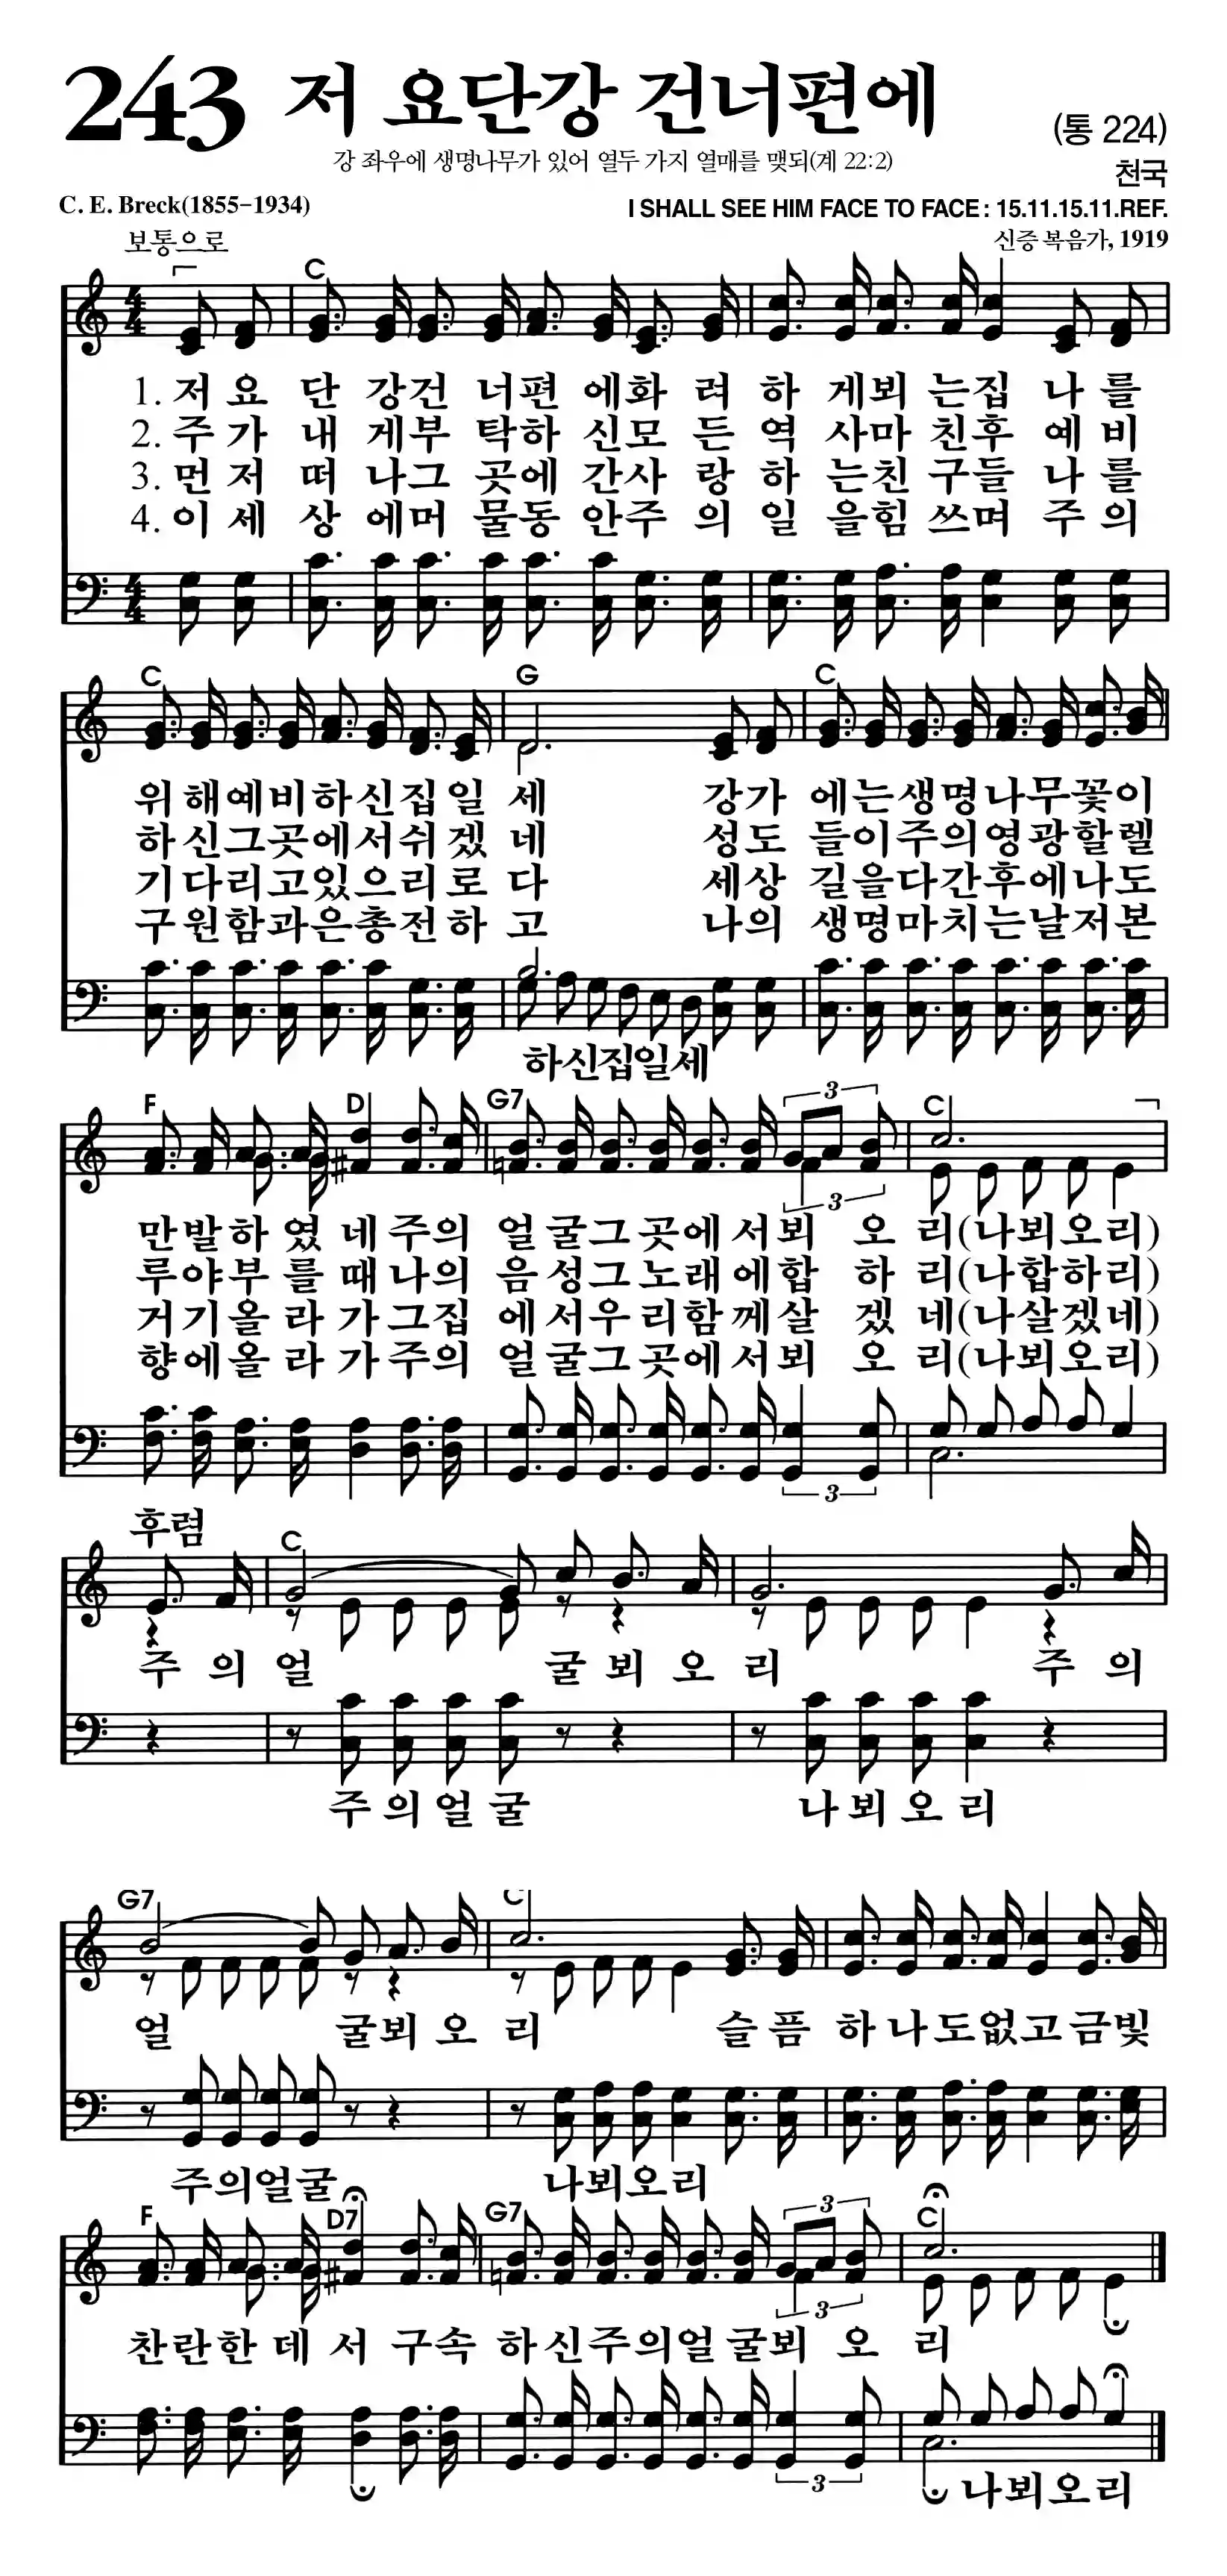 243 저 요단강 건너편에
(통 224)
강 좌우에 생명나무가 있어 열두 가지 열매를 맺되(계 22:2)
천국
C. E. Breck(1855-1934)
I SHALL SEE HIM FACE TO FACE : 15.11.15.11.REF.
보통으로
신증 복음가, 1919
C
1. 저 요 단 강건 너편 에화 려 하 게뵈 는집 나 를
2. 주 가 내 게부 탁하 신모 든 역 사마 친후 예 비
3. 먼 저 떠 나그 곳에 간사 랑 하 는친 구들 나 를
4. 이 세 상 에머 물동 안주 의 일 을힘 쓰며 주 의
C G C
위 해 예 비 하 신 집 일 세 강가 에는생명나무꽃이
하 신 그 곳 에 서 쉬 겠 네 성도 들이주의영광할렐
기 다 리 고 있 으 리 로 다 세상 길을다간후에나도
구 원 함 과 은 총 전 하 고 나의 생명마치는날저본
하신집일세
F D G7 3 C
3
만발하 였 네 주의 얼 굴그 곳에 서뵈 오 리(나뵈오리)
루야부 를 때 나의 음 성그 노래 에합 하 리(나합하리)
거기올 라 가 그집 에 서우 리함 께살 겠 네(나살겠네)
향에올 라 가 주의 얼 굴그 곳에 서뵈 오 리(나뵈오리)
3
후렴
C
주 의 얼 굴 뵈 오 리 주 의
주 의 얼 굴 나 뵈 오 리
G7 C
얼 굴뵈 오 리 슬 픔 하 나 도없고 금빛
주의얼굴 나뵈오리
F D7 G7 3 C
3
찬란한 데 서 구속 하 신주 의얼 굴뵈 오 리
3
나뵈오리